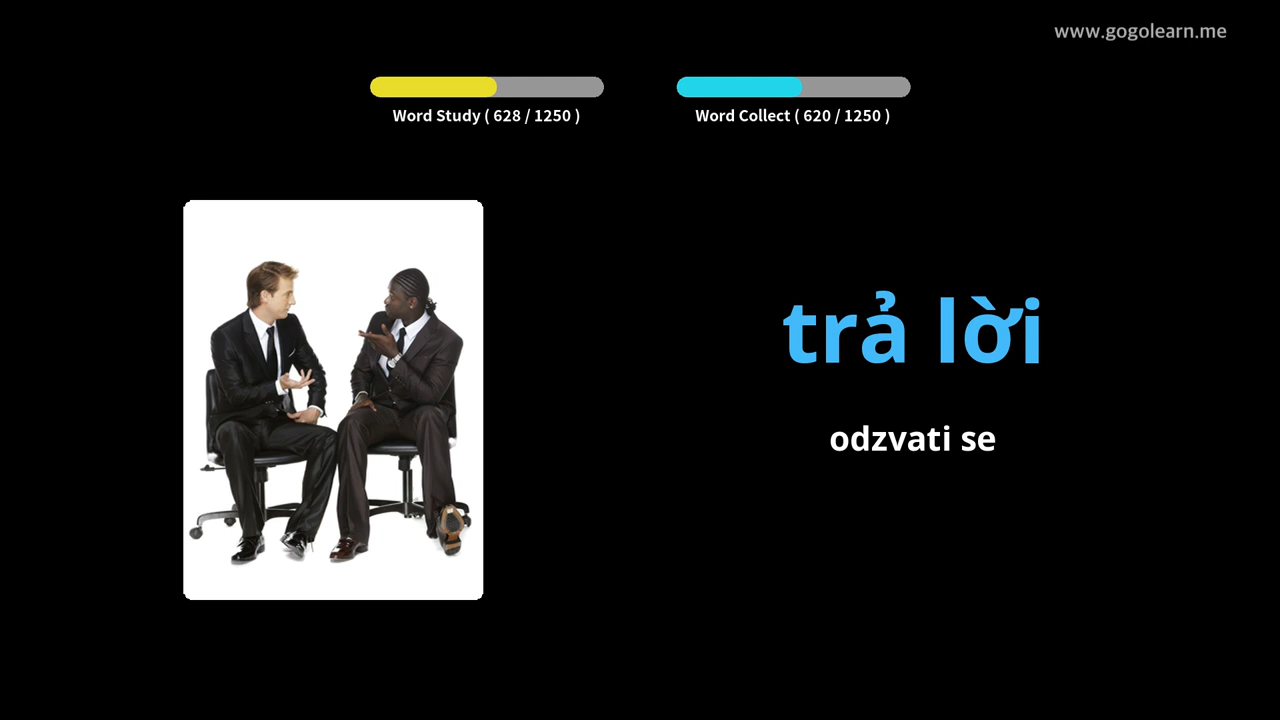 www.gogolearn.me
Word Study ( 628 / 1250 )
Word Collect ( 620 / 1250 )
trả lời
odzvati se